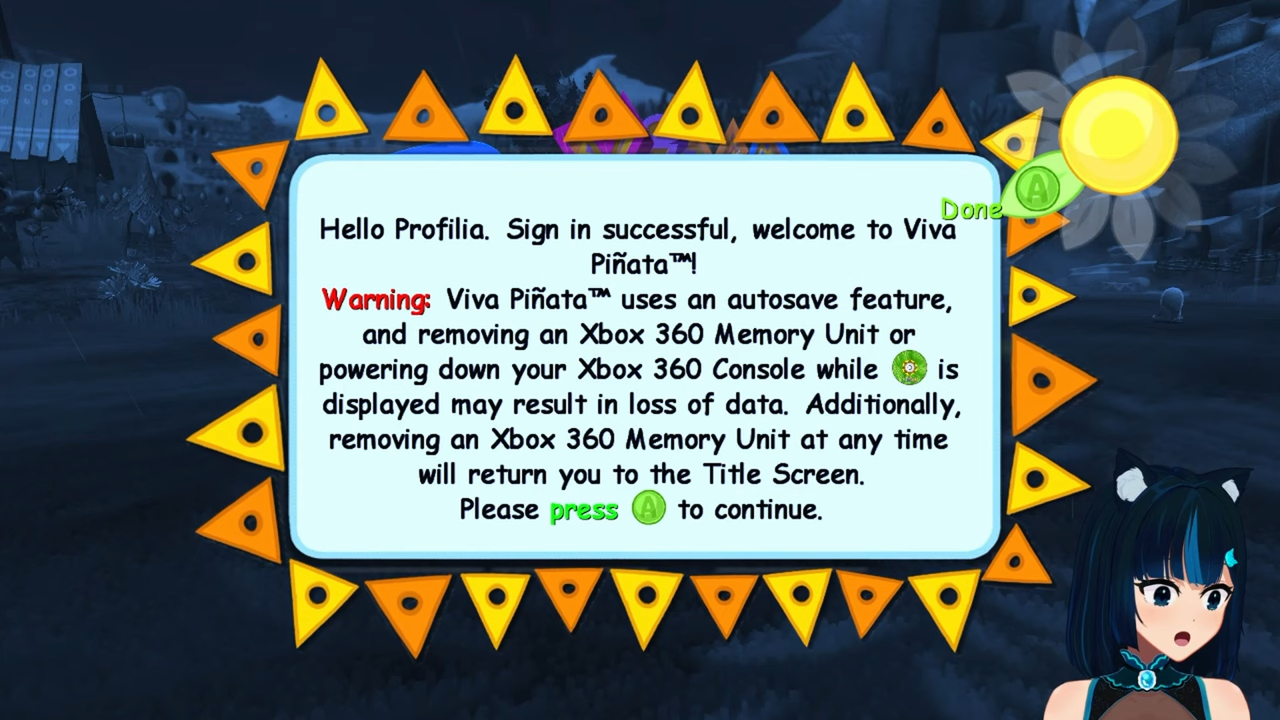 Done
Hello Profilia. Sign in successful, welcome to Viva
Piñata™!
Warning: Viva Piñata™ uses an autosave feature,
and removing an Xbox 360 Memory Unit or
powering down your Xbox 360 Console while is
displayed may result in loss of data. Additionally,
removing an Xbox 360 Memory Unit at any time
will return you to the Title Screen.
Please press A to continue.
A